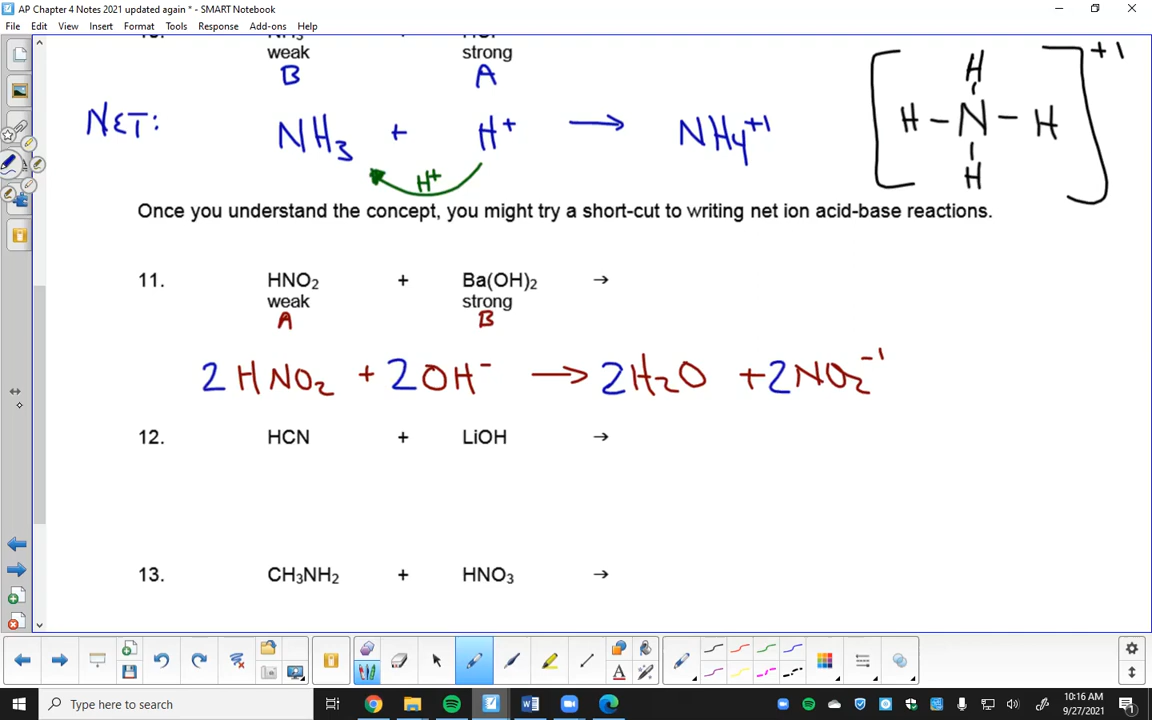 AP Chapter 4 Notes 2021 updated again * - SMART Notebook
File Edit View Insert Format Tools Response Add-ons Help
weak strong
B A
NET: NH₃ + H⁺ → NH₄⁺¹
H⁺
[H
H – N – H
H]⁺¹
Once you understand the concept, you might try a short-cut to writing net ion acid-base reactions.
11. HNO₂ + Ba(OH)₂ →
weak strong
A B
2HNO₂ + 2OH⁻ → 2H₂O + 2NO₂⁻¹
12. HCN + LiOH →
13. CH₃NH₂ + HNO₃ →
Type here to search
10:16 AM
9/27/2021